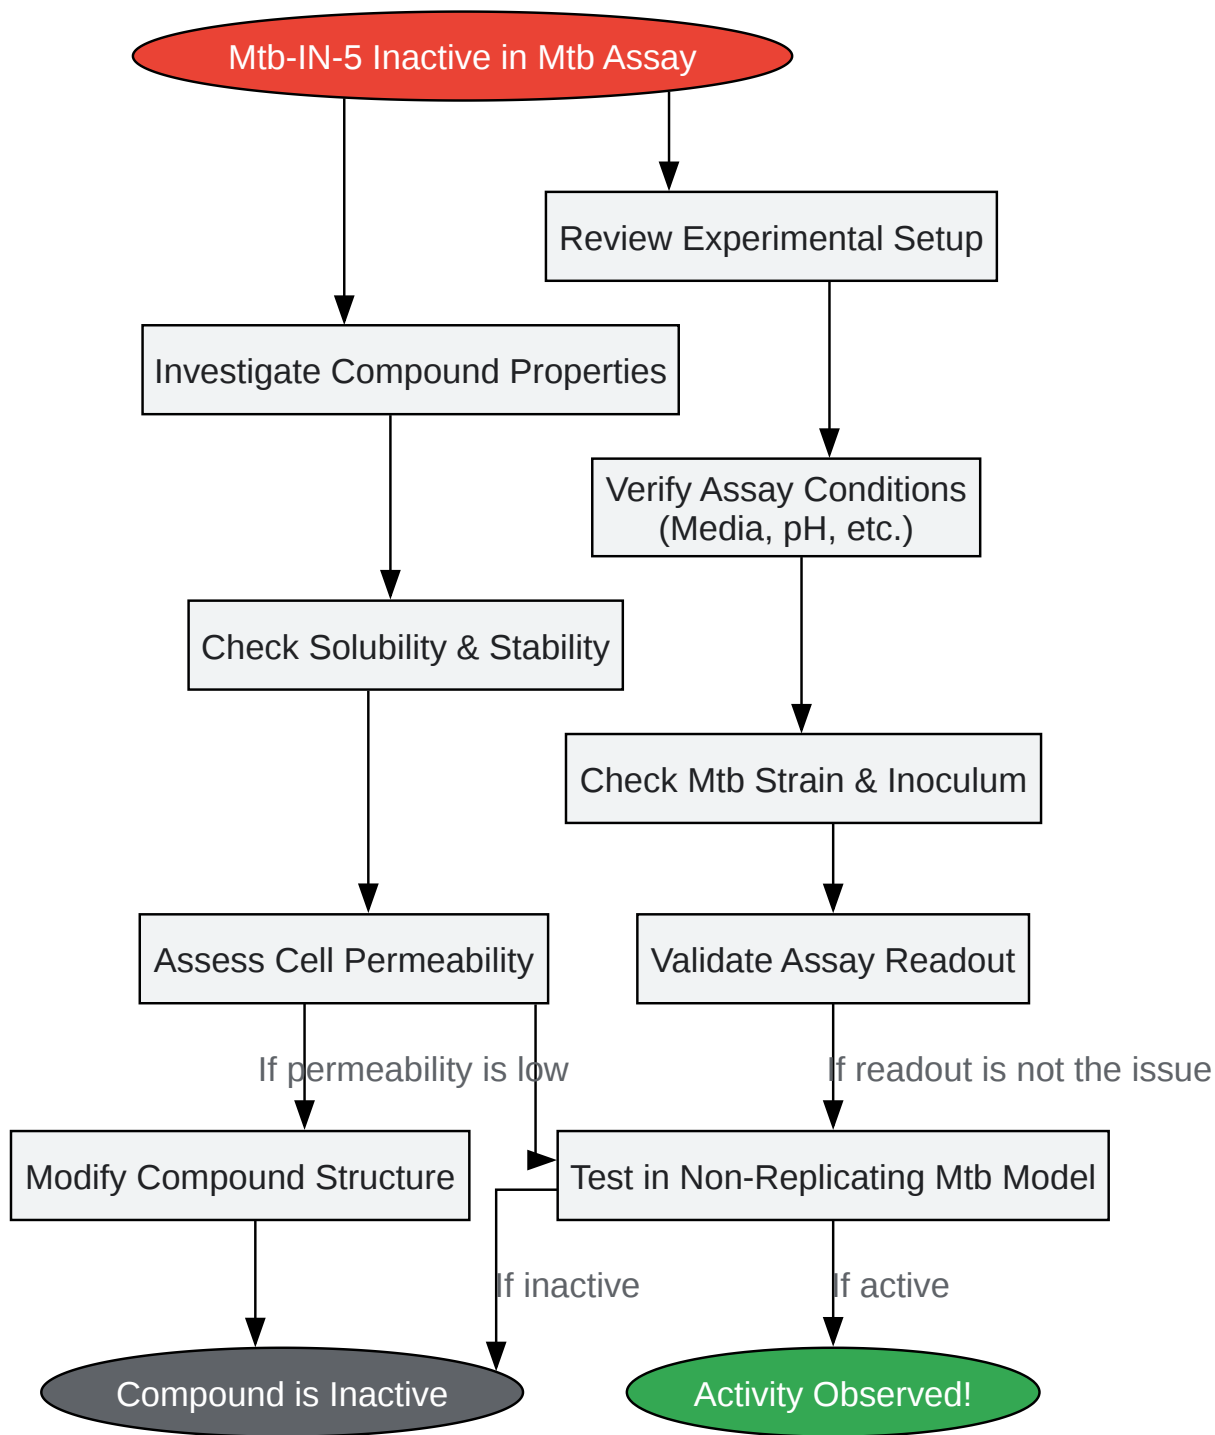 Mtb-IN-5 Inactive in Mtb Assay
Review Experimental Setup
Investigate Compound Properties
Verify Assay Conditions
(Media, pH, etc.)
Check Solubility & Stability
Check Mtb Strain & Inoculum
Assess Cell Permeability
Validate Assay Readout
If permeability is low
If readout is not the issue
Modify Compound Structure
Test in Non-Replicating Mtb Model
If inactive
If active
Compound is Inactive
Activity Observed!